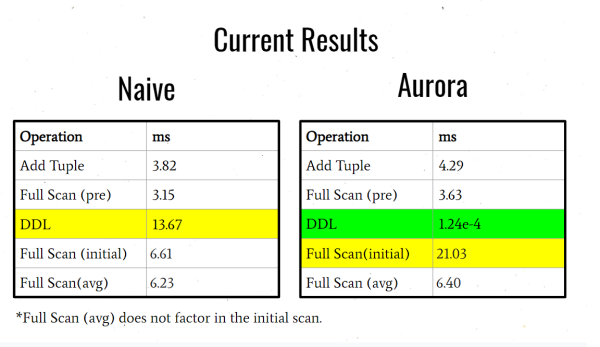 Current Results
Naive
Operation ms
Add Tuple 3.82
Full Scan (pre) 3.15
DDL 13.67
Full Scan (initial) 6.61
Full Scan(avg) 6.23
Aurora
Operation ms
Add Tuple 4.29
Full Scan (pre) 3.63
DDL 1.24e-4
Full Scan(initial) 21.03
Full Scan (avg) 6.40
*Full Scan (avg) does not factor in the initial scan.